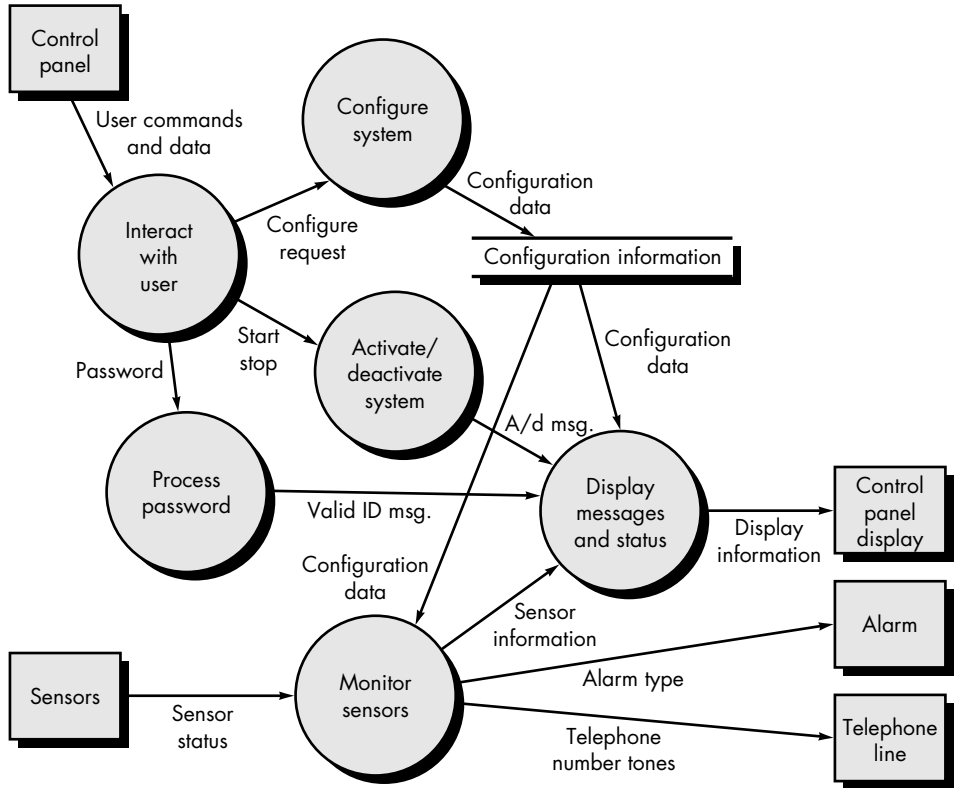 Control
panel
User commands
and data
Configure
system
Configuration
data
Interact
with
user
Configure
request
Configuration information
Start
stop
Password
Activate/
deactivate
system
Configuration
data
A/d msg.
Process
password
Valid ID msg.
Display
messages
and status
Display
information
Control
panel
display
Configuration
data
Sensor
information
Alarm
Sensors
Sensor
status
Monitor
sensors
Alarm type
Telephone
number tones
Telephone
line